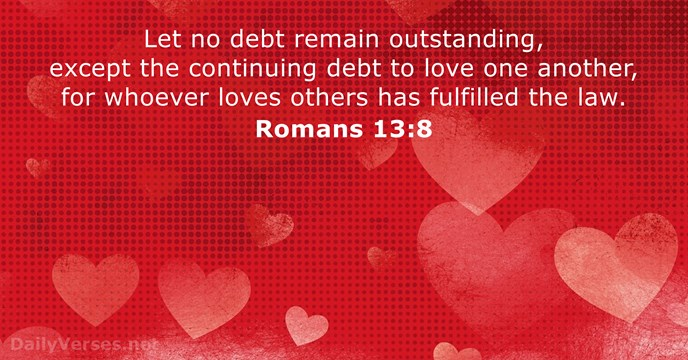 Let no debt remain outstanding,
except the continuing debt to love one another,
for whoever loves others has fulfilled the law.
Romans 13:8
DailyVerses.net